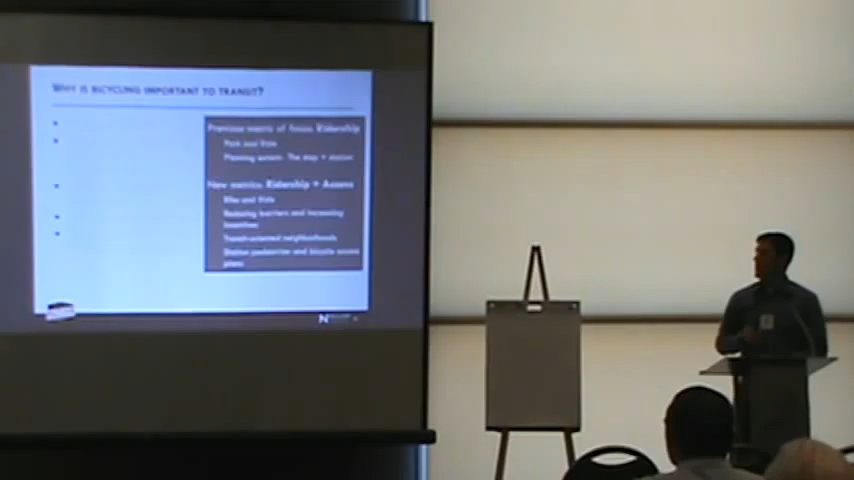 WHY IS BICYCLING IMPORTANT TO TRANSIT?
Previous metric of focus: Ridership
Park and Ride
Planning extent: The stop + station
New metrics: Ridership + Access
Bike and Ride
Reducing barriers and increasing
incentives
Transit-oriented neighborhoods
Station pedestrian and bicycle access
plans
N